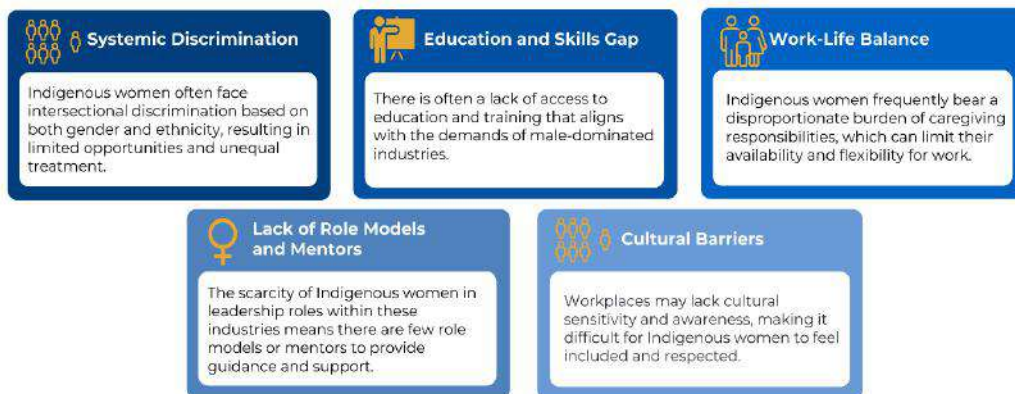 Systemic Discrimination
Indigenous women often face
intersectional discrimination based on
both gender and ethnicity, resulting in
limited opportunities and unequal
treatment.
Education and Skills Gap
There is often a lack of access to
education and training that aligns
with the demands of male-dominated
industries.
Work-Life Balance
Indigenous women frequently bear a
disproportionate burden of caregiving
responsibilities, which can limit their
availability and flexibility for work.
Lack of Role Models
and Mentors
The scarcity of Indigenous women in
leadership roles within these
industries means there are few role
models or mentors to provide
guidance and support.
Cultural Barriers
Workplaces may lack cultural
sensitivity and awareness, making it
difficult for Indigenous women to feel
included and respected.